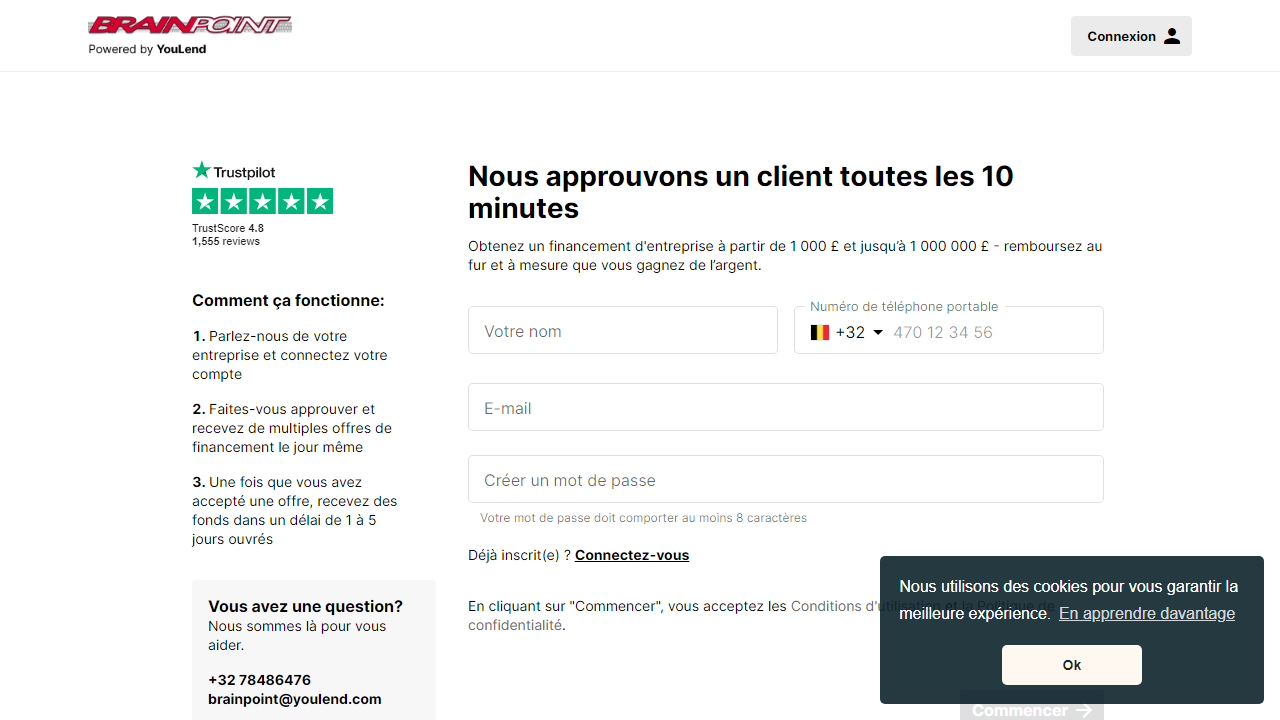 BRAINPOINT
Powered by YouLend
Connexion
Trustpilot
TrustScore 4.8
1,555 reviews
Comment ça fonctionne:
1. Parlez-nous de votre
entreprise et connectez votre
compte
2. Faites-vous approuver et
recevez de multiples offres de
financement le jour même
3. Une fois que vous avez
accepté une offre, recevez des
fonds dans un délai de 1 à 5
jours ouvrés
Vous avez une question?
Nous sommes là pour vous
aider.
+32 78486476
brainpoint@youlend.com
Nous approuvons un client toutes les 10
minutes
Obtenez un financement d'entreprise à partir de 1 000 £ et jusqu’à 1 000 000 £ - remboursez au
fur et à mesure que vous gagnez de l’argent.
Votre nom
Numéro de téléphone portable
+32 470 12 34 56
E-mail
Créer un mot de passe
Votre mot de passe doit comporter au moins 8 caractères
Déjà inscrit(e) ? Connectez-vous
En cliquant sur "Commencer", vous acceptez les Conditions d'utilisation et la Politique de
confidentialité.
Commencer
Nous utilisons des cookies pour vous garantir la
meilleure expérience. En apprendre davantage
Ok